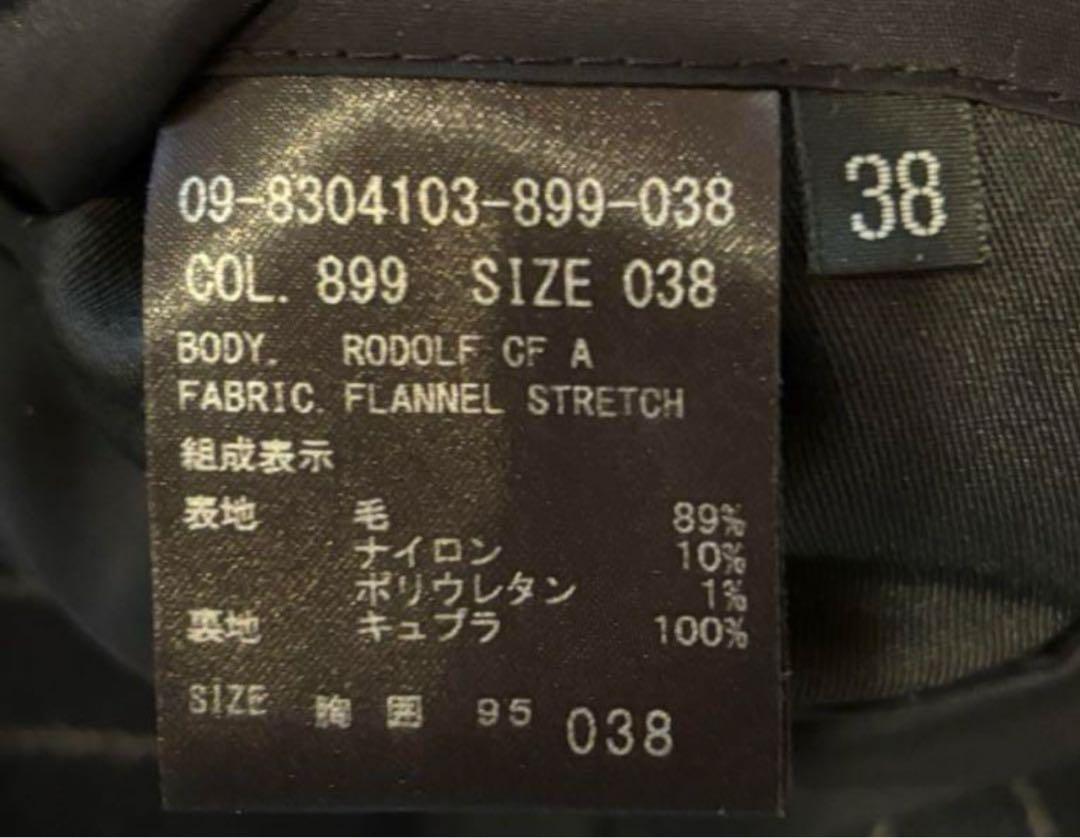 09-8304103-899-038
COL. 899 SIZE 038
BODY. RODOLF CF A
FABRIC. FLANNEL STRETCH
組成表示
表地 毛 89%
ナイロン 10%
ポリウレタン 1%
裏地 キュプラ 100%
SIZE 胸囲 95 038
38